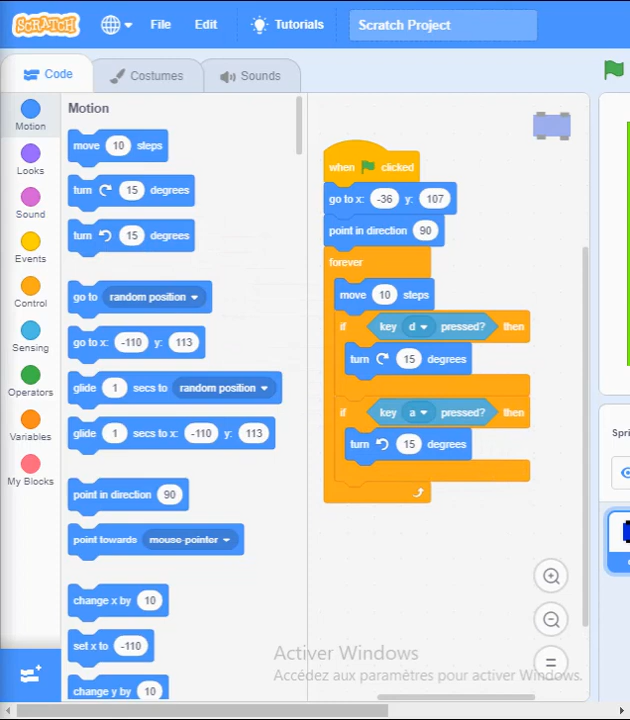 SCRATCH File Edit Tutorials Scratch Project
Code Costumes Sounds
Motion
Looks
Sound
Events
Control
Sensing
Operators
Variables
My Blocks
Motion
move 10 steps
turn 15 degrees
turn 15 degrees
go to random position
go to x: -110 y: 113
glide 1 secs to random position
glide 1 secs to x: -110 y: 113
point in direction 90
point towards mouse-pointer
change x by 10
set x to -110
change y by 10
when clicked
go to x: -36 y: 107
point in direction 90
forever
move 10 steps
if key d pressed? then
turn 15 degrees
if key a pressed? then
turn 15 degrees
Activer Windows
Accédez aux paramètres pour activer Windows.
Spri